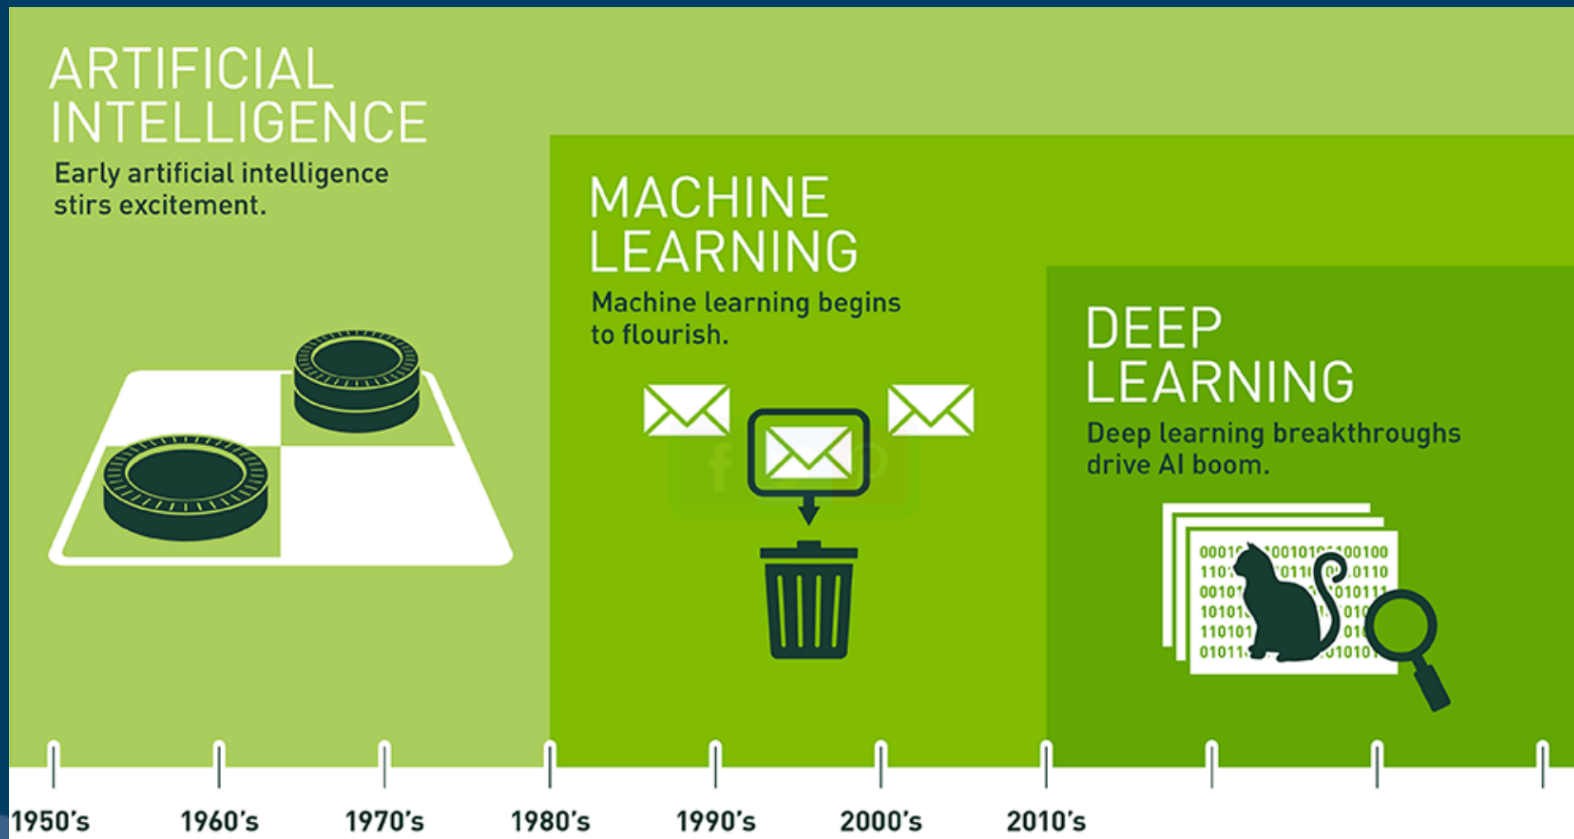 ARTIFICIAL
INTELLIGENCE
Early artificial intelligence
stirs excitement.
MACHINE
LEARNING
Machine learning begins
to flourish.
DEEP
LEARNING
Deep learning breakthroughs
drive AI boom.
1950's
1960's
1970's
1980's
1990's
2000's
2010's